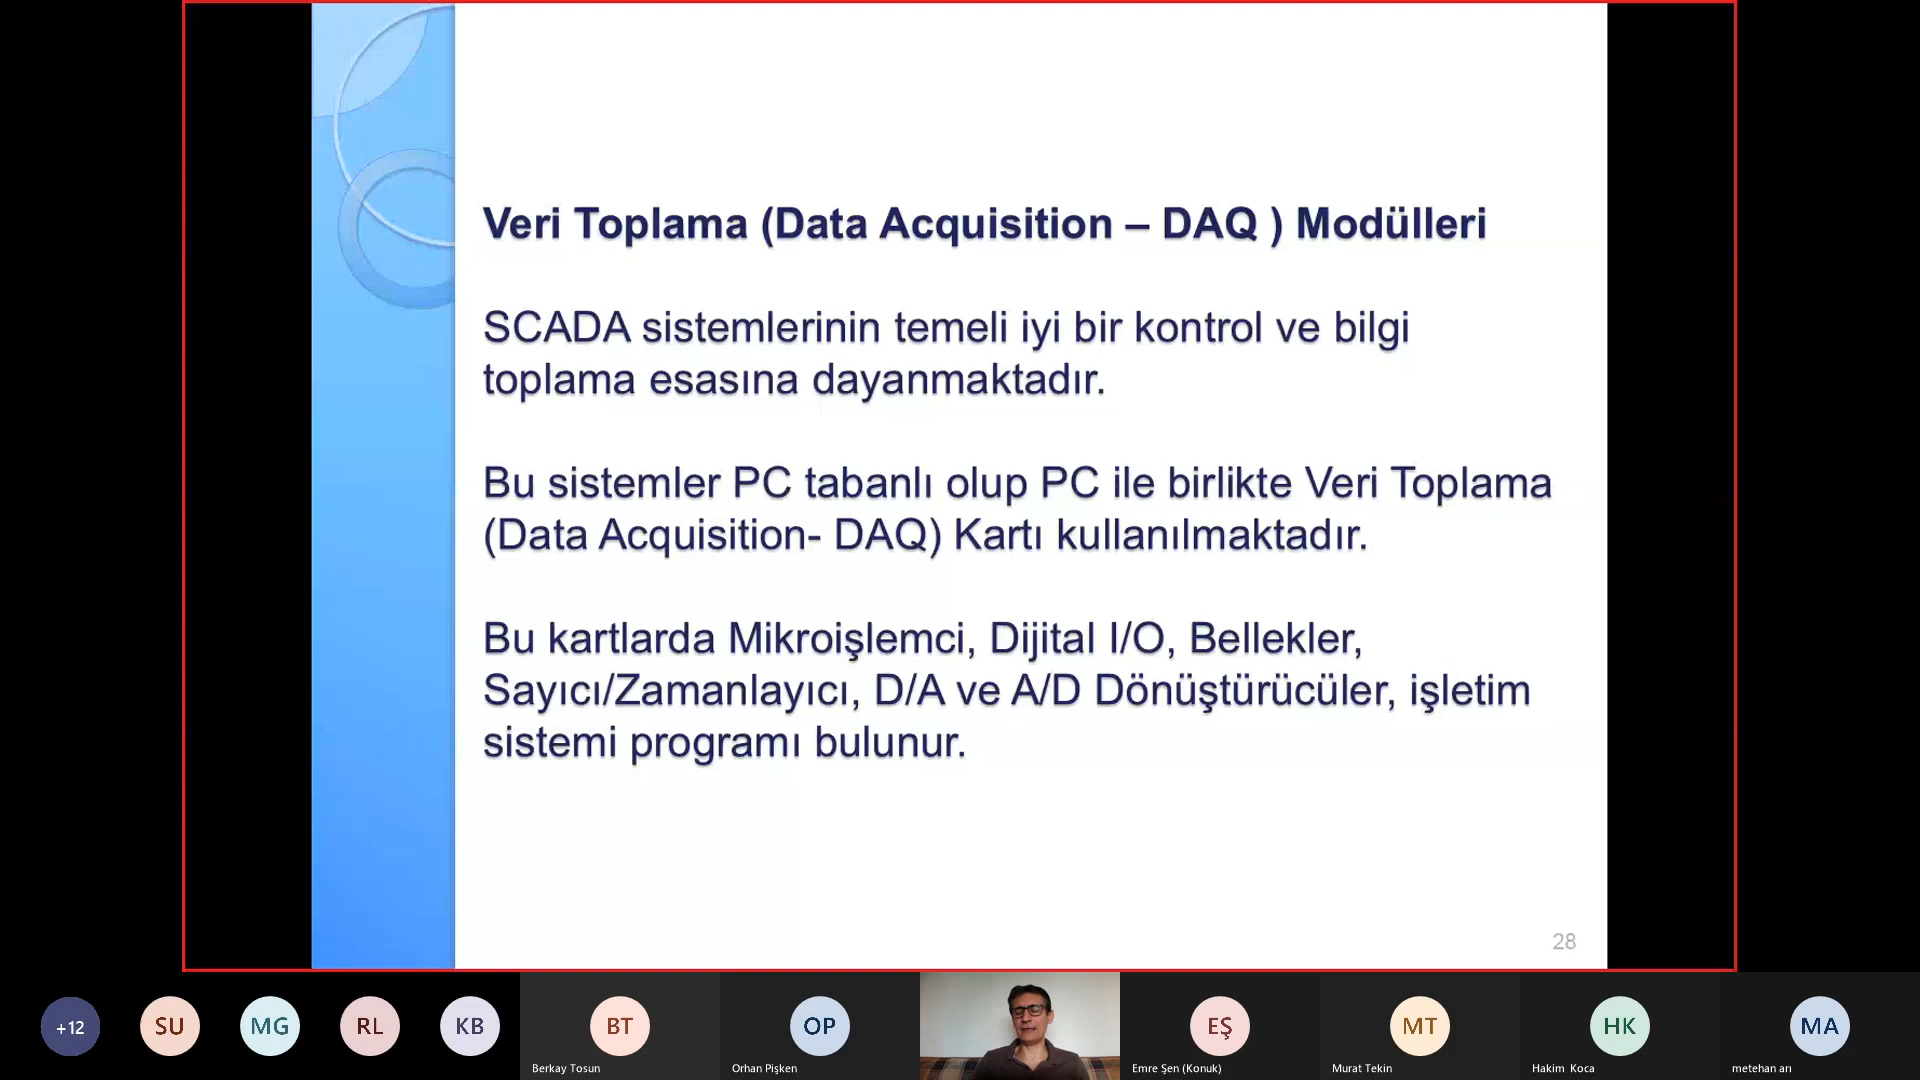 Veri Toplama (Data Acquisition – DAQ ) Modülleri
SCADA sistemlerinin temeli iyi bir kontrol ve bilgi
toplama esasına dayanmaktadır.
Bu sistemler PC tabanlı olup PC ile birlikte Veri Toplama
(Data Acquisition- DAQ) Kartı kullanılmaktadır.
Bu kartlarda Mikroişlemci, Dijital I/O, Bellekler,
Sayıcı/Zamanlayıcı, D/A ve A/D Dönüştürücüler, işletim
sistemi programı bulunur.
28
+12 SU MG RL KB BT OP EŞ MT HK MA
Berkay Tosun Orhan Pişken Emre Şen (Konuk) Murat Tekin Hakim Koca metehan arı